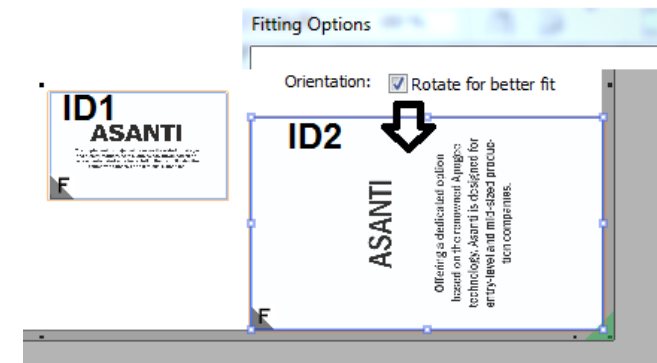 Fitting Options
Orientation: Rotate for better fit
ID1
ASANTI
F
ID2
ASANTI
Offering a dedicated option
based on the renowned Apogee
technology, Asanti is designed for
entry-level and mid-sized produc-
tion companies.
F